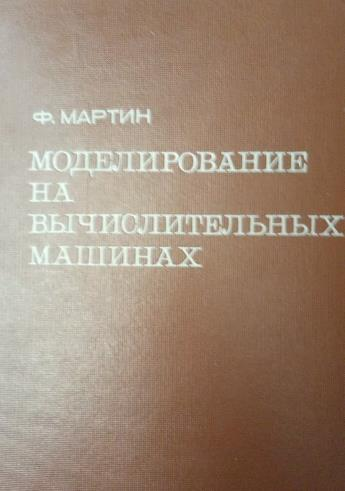 Ф. МАРТИН
МОДЕЛИРОВАНИЕ
НА
ВЫЧИСЛИТЕЛЬНЫХ
МАШИНАХ